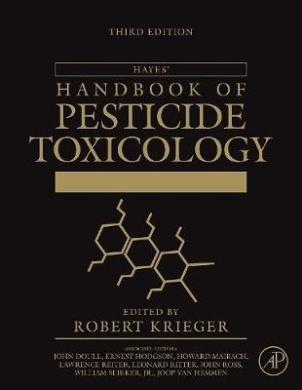 THIRD EDITION
HAYES'
HANDBOOK OF
PESTICIDE
TOXICOLOGY
EDITED BY
ROBERT KRIEGER
ASSOCIATE EDITORS
JOHN DOULL, ERNEST HODGSON, HOWARD MAIBACH,
LAWRENCE REITER, LEONARD RITTER, JOHN ROSS,
WILLIAM SLIKKER, JR., JOOP VAN HEMMEN
AP